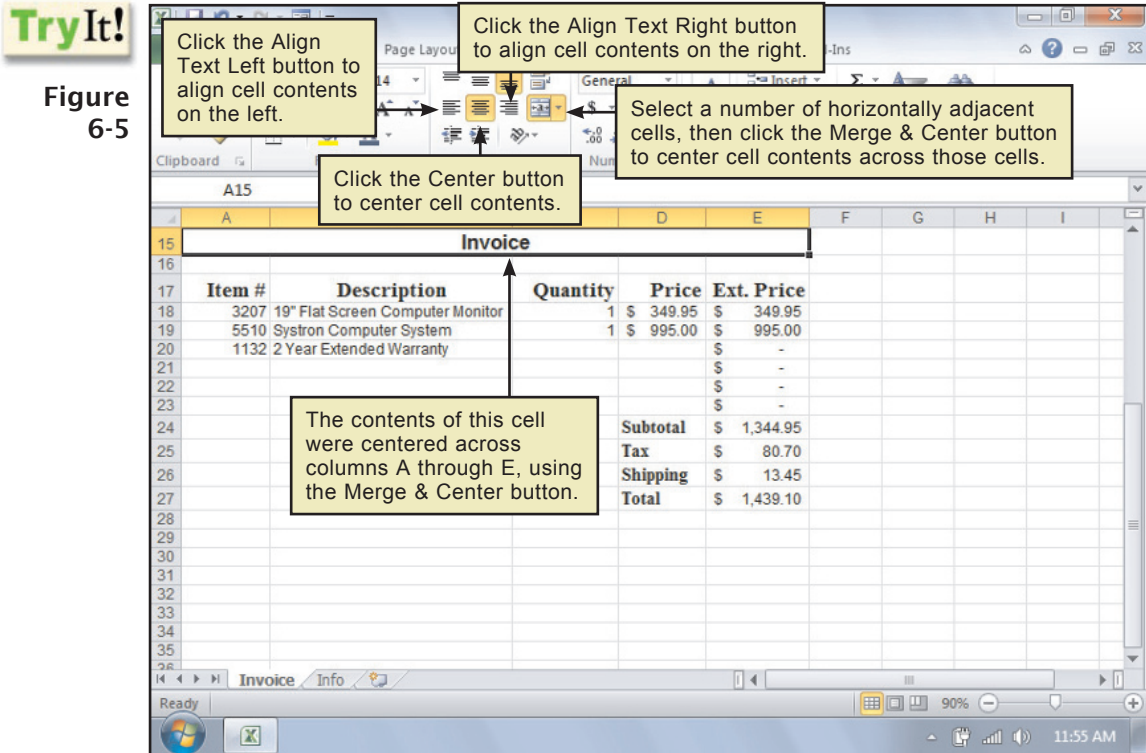 TryIt!
Figure
6-5
Click the Align
Text Left button to
align cell contents
on the left.
Page Layou
Click the Align Text Right button
to align cell contents on the right.
l-Ins
14
General
Insert
Σ
Select a number of horizontally adjacent
cells, then click the Merge & Center button
to center cell contents across those cells.
Clipboard
Num
Click the Center button
to center cell contents.
A15
A D E F G H I
15 Invoice
16
17 Item # Description Quantity Price Ext. Price
18 3207 19" Flat Screen Computer Monitor 1 $ 349.95 $ 349.95
19 5510 Systron Computer System 1 $ 995.00 $ 995.00
20 1132 2 Year Extended Warranty $ -
21 $ -
22 $ -
23 $ -
The contents of this cell
were centered across
columns A through E, using
the Merge & Center button.
24 Subtotal $ 1,344.95
25 Tax $ 80.70
26 Shipping $ 13.45
27 Total $ 1,439.10
28
29
30
31
32
33
34
35
Invoice Info
Ready 90%
11:55 AM